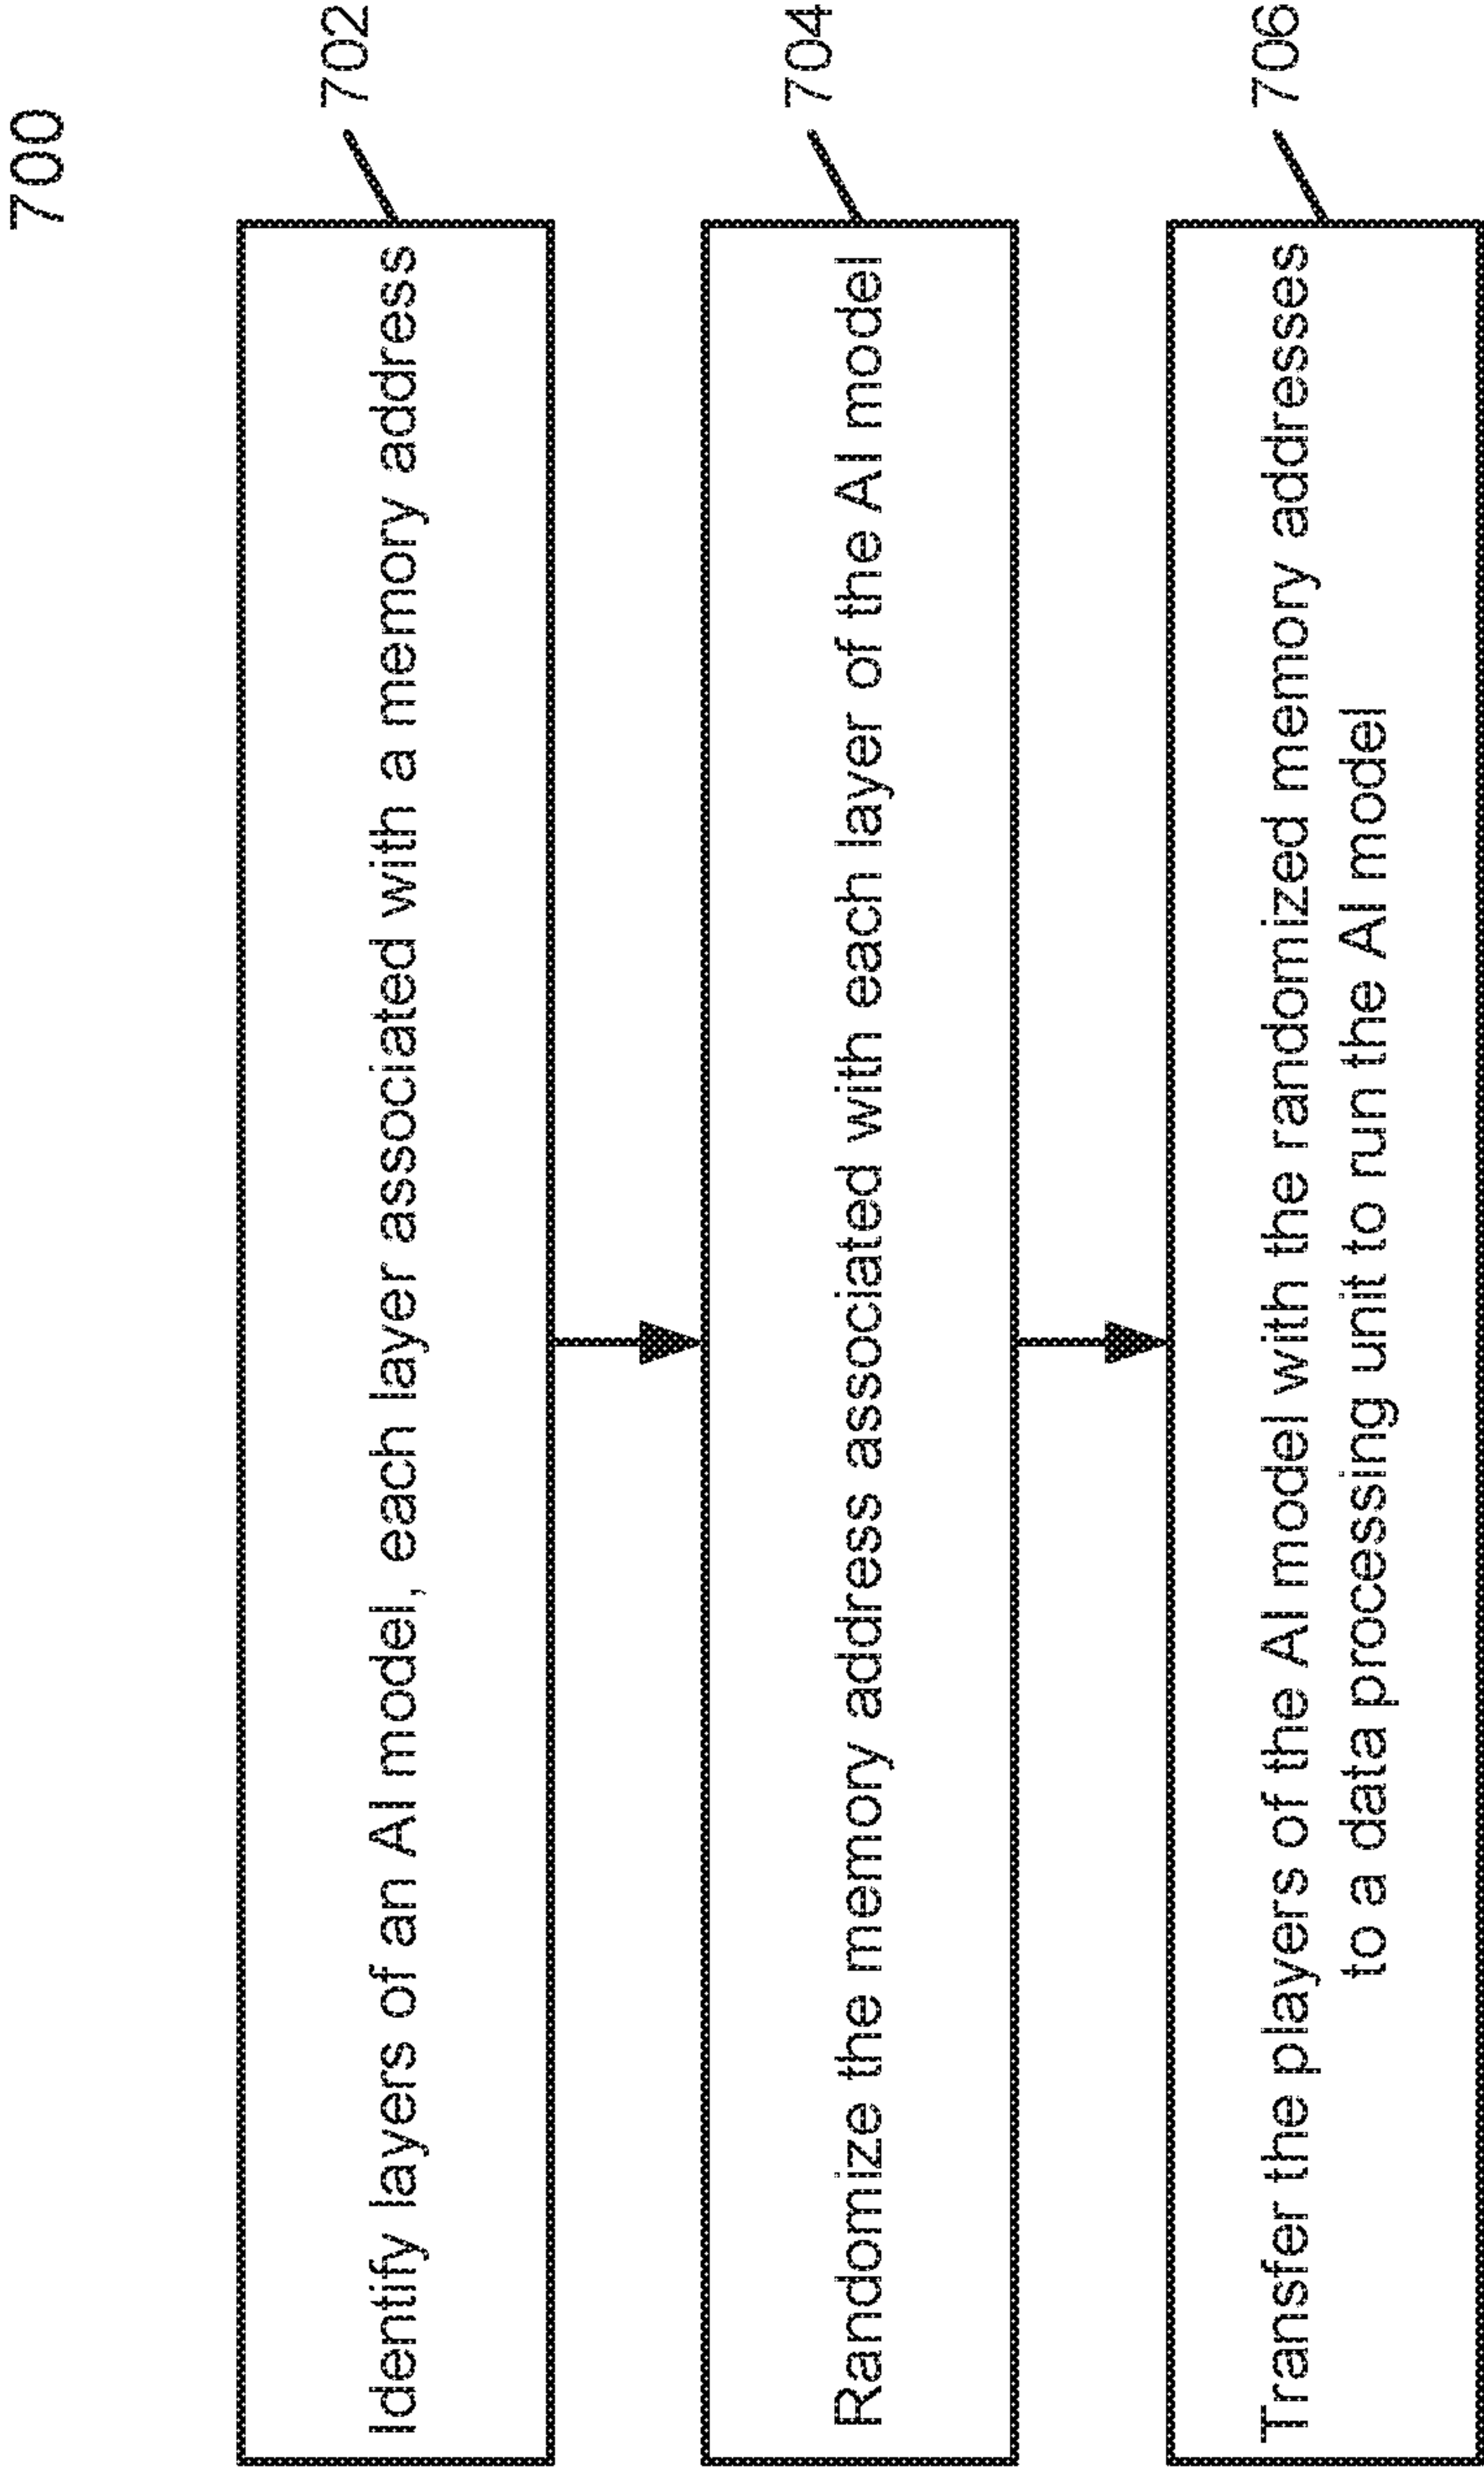 700
702
Identify layers of an AI model, each layer associated with a memory address
704
Randomize the memory address associated with each layer of the AI model
706
Transfer the players of the AI model with the randomized memory addresses
to a data processing unit to run the AI model